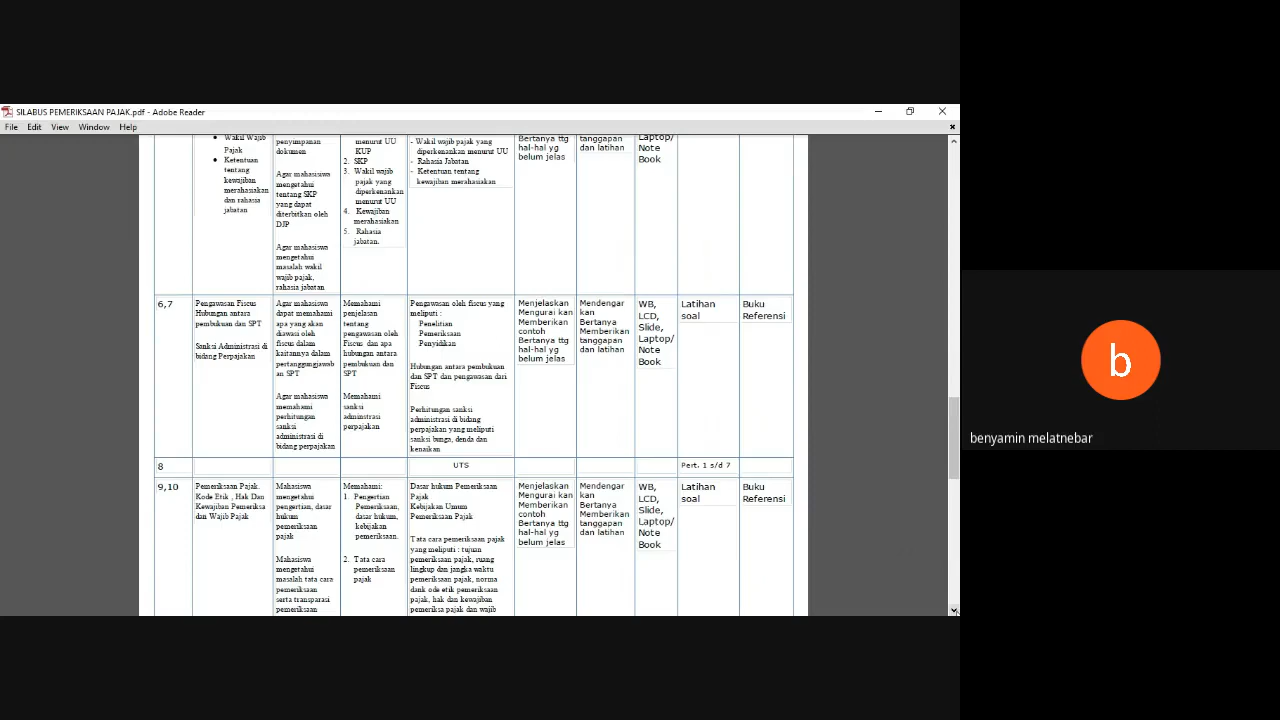 SILABUS PEMERIKSAAN PAJAK.pdf - Adobe Reader
File Edit View Window Help
Wakil Wajib
Pajak
• Ketentuan
tentang
kewajiban
merahasiakan
dan rahasia
jabatan
penyimpanan
dokumen
Agar mahasiswa
mengetahui
tentang SKP
yang dapat
diterbitkan oleh
DJP
Agar mahasiswa
mengetahui
masalah wakil
wajib pajak,
rahasia jabatan
menurut UU
KUP
2. SKP
3. Wakil wajib
pajak yang
diperkenankan
menurut UU
4. Kewajiban
merahasiakan
5. Rahasia
jabatan.
- Wakil wajib pajak yang
diperkenankan menurut UU
- Rahasia Jabatan
- Ketentuan tentang
kewajiban merahasiakan
Bertanya ttg
hal-hal yg
belum jelas
tanggapan
dan latihan
Laptop/
Note
Book
6,7
Pengawasan Fiscus
Hubungan antara
pembukuan dan SPT
Sanksi Administrasi di
bidang Perpajakan
Agar mahasiswa
dapat memahami
apa yang akan
diawasi oleh
fiscus dalam
kaitannya dalam
pertanggungjawab
an SPT
Agar mahasiswa
memahami
perhitungan
sanksi
administrasi di
bidang perpajakan
Memahami
penjelasan
tentang
pengawasan oleh
Fiscus dan apa
hubungan antara
pembukuan dan
SPT
Memahami
sanksi
adminstrasi
perpajakan
Pengawasan oleh fiscus yang
meliputi :
Penelitian
Pemeriksaan
Penyidikan
Hubungan antara pembukuan
dan SPT dan pengawasan dari
Fiscus
Perhitungan sanksi
administrasi di bidang
perpajakan yang meliputi
sanksi bunga, denda dan
kenaikan
Menjelaskan
Mengurai kan
Memberikan
contoh
Bertanya ttg
hal-hal yg
belum jelas
Mendengar
kan
Bertanya
Memberikan
tanggapan
dan latihan
WB,
LCD,
Slide,
Laptop/
Note
Book
Latihan
soal
Buku
Referensi
8
UTS
Pert. 1 s/d 7
9,10
Pemeriksaan Pajak.
Kode Etik , Hak Dan
Kewajiban Pemeriksa
dan Wajib Pajak
Mahasiswa
mengetahui
pengertian, dasar
hukum
pemeriksaan
pajak
Mahasiswa
mengetahui
masalah tata cara
pemeriksaan
serta transparasi
pemeriksaan
Memahami:
1. Pengertian
Pemeriksaan,
dasar hukum,
kebijakan
pemeriksaan.
2. Tata cara
pemeriksaan
pajak
Dasar hukum Pemeriksaan
Pajak
Kebijakan Umum
Pemeriksaan Pajak
Tata cara pemeriksaan pajak
yang meliputi : tujuan
pemeriksaan pajak, ruang
lingkup dan jangka waktu
pemeriksaan pajak, norma
dank ode etik pemeriksaan
pajak, hak dan kewajiban
pemeriksa pajak dan wajib
Menjelaskan
Mengurai kan
Memberikan
contoh
Bertanya ttg
hal-hal yg
belum jelas
Mendengar
kan
Bertanya
Memberikan
tanggapan
dan latihan
WB,
LCD,
Slide,
Laptop/
Note
Book
Latihan
soal
Buku
Referensi
b
benyamin melatnebar